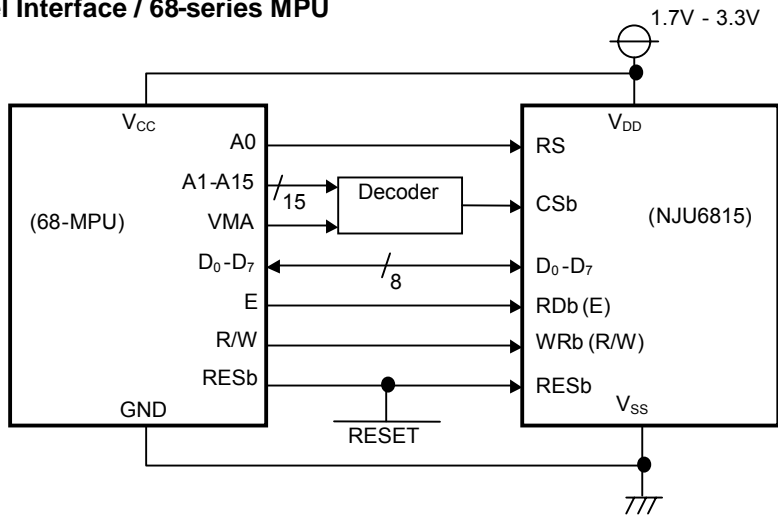 el Interface / 68-series MPU
1.7V - 3.3V
VCC
VDD
A0
RS
A1-A15
15
Decoder
(68-MPU)
VMA
CSb
(NJU6815)
D0-D7
8
D0-D7
E
RDb (E)
R/W
WRb (R/W)
RESb
RESb
GND
RESET
VSS